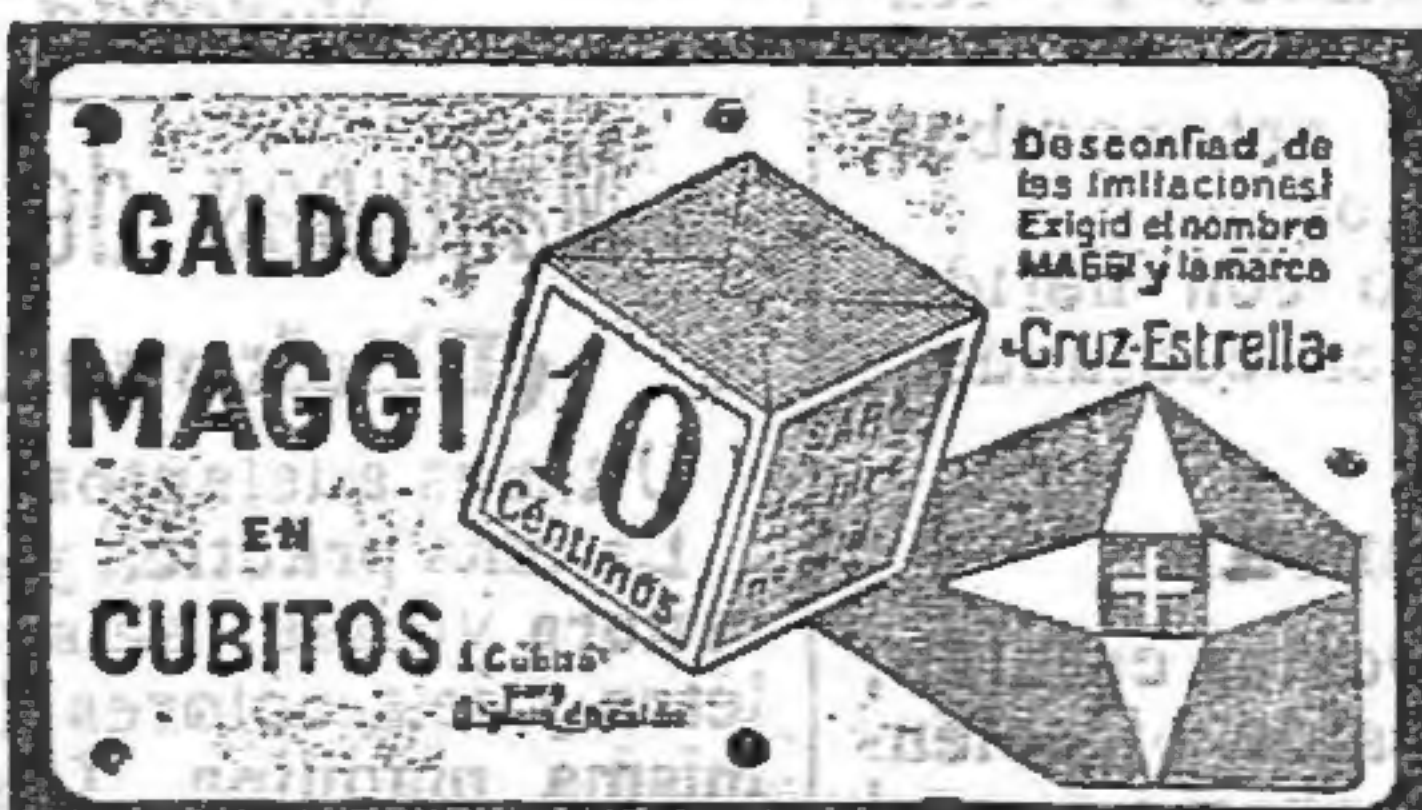 CALDO
MAGGI
EN
CUBITOS
10
Céntimos
Desconfiad de
las imitaciones!
Exigid el nombre
MAGGI y la marca
•Cruz-Estrella•